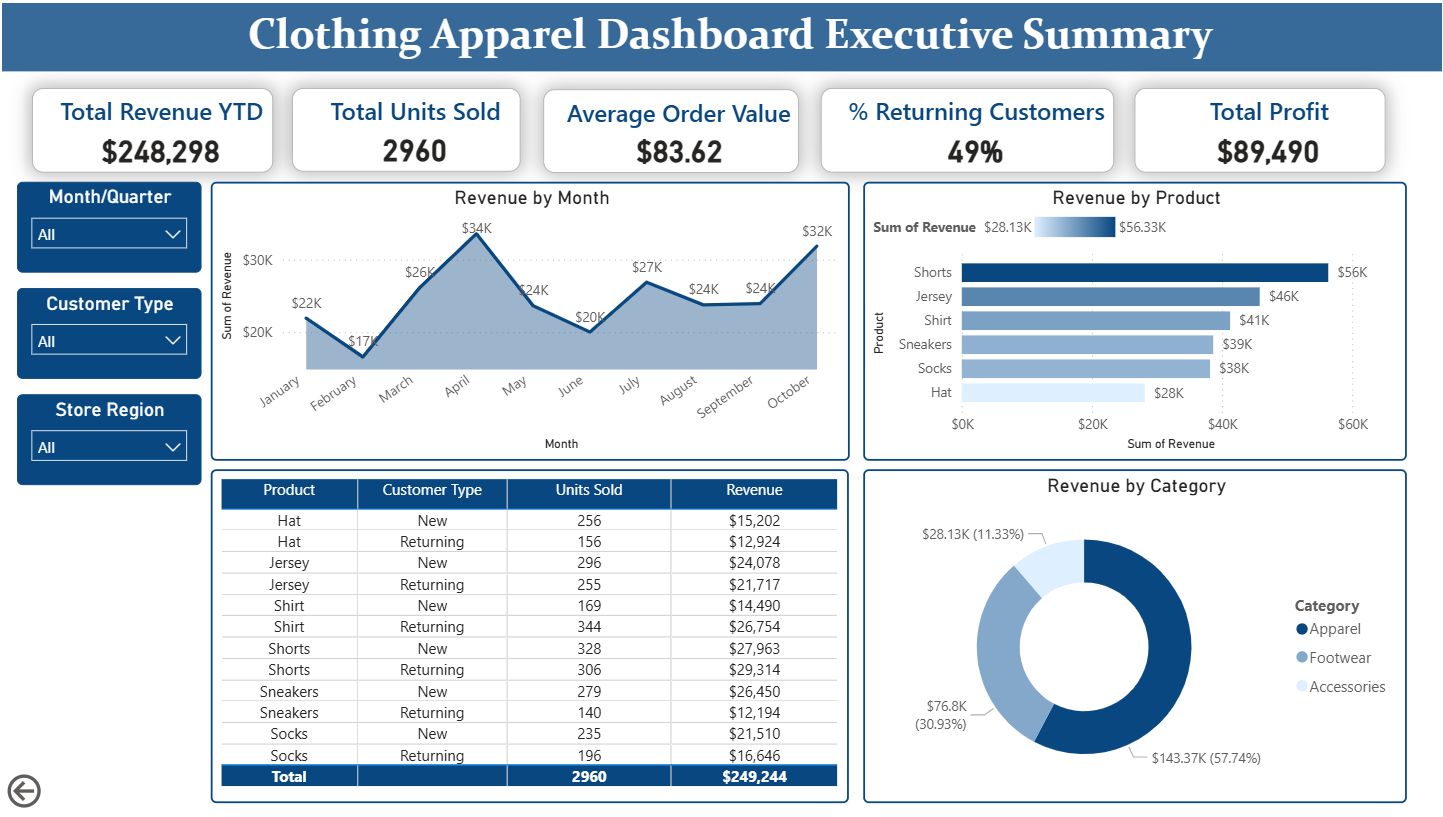 Clothing Apparel Dashboard Executive Summary
Total Revenue YTD
$248,298
Total Units Sold
2960
Average Order Value
$83.62
% Returning Customers
49%
Total Profit
$89,490
Month/Quarter
All
Customer Type
All
Store Region
All
Revenue by Month
Sum of Revenue
$30K
$20K
$22K
$17K
$26K
$34K
$24K
$20K
$27K
$24K
$24K
$32K
January
February
March
April
May
June
July
August
September
October
Month
Revenue by Product
Sum of Revenue $28.13K $56.33K
Product
Shorts $56K
Jersey $46K
Shirt $41K
Sneakers $39K
Socks $38K
Hat $28K
$0K $20K $40K $60K
Sum of Revenue
Product Customer Type Units Sold Revenue
Hat New 256 $15,202
Hat Returning 156 $12,924
Jersey New 296 $24,078
Jersey Returning 255 $21,717
Shirt New 169 $14,490
Shirt Returning 344 $26,754
Shorts New 328 $27,963
Shorts Returning 306 $29,314
Sneakers New 279 $26,450
Sneakers Returning 140 $12,194
Socks New 235 $21,510
Socks Returning 196 $16,646
Total 2960 $249,244
Revenue by Category
$28.13K (11.33%)
$76.8K
(30.93%)
$143.37K (57.74%)
Category
Apparel
Footwear
Accessories